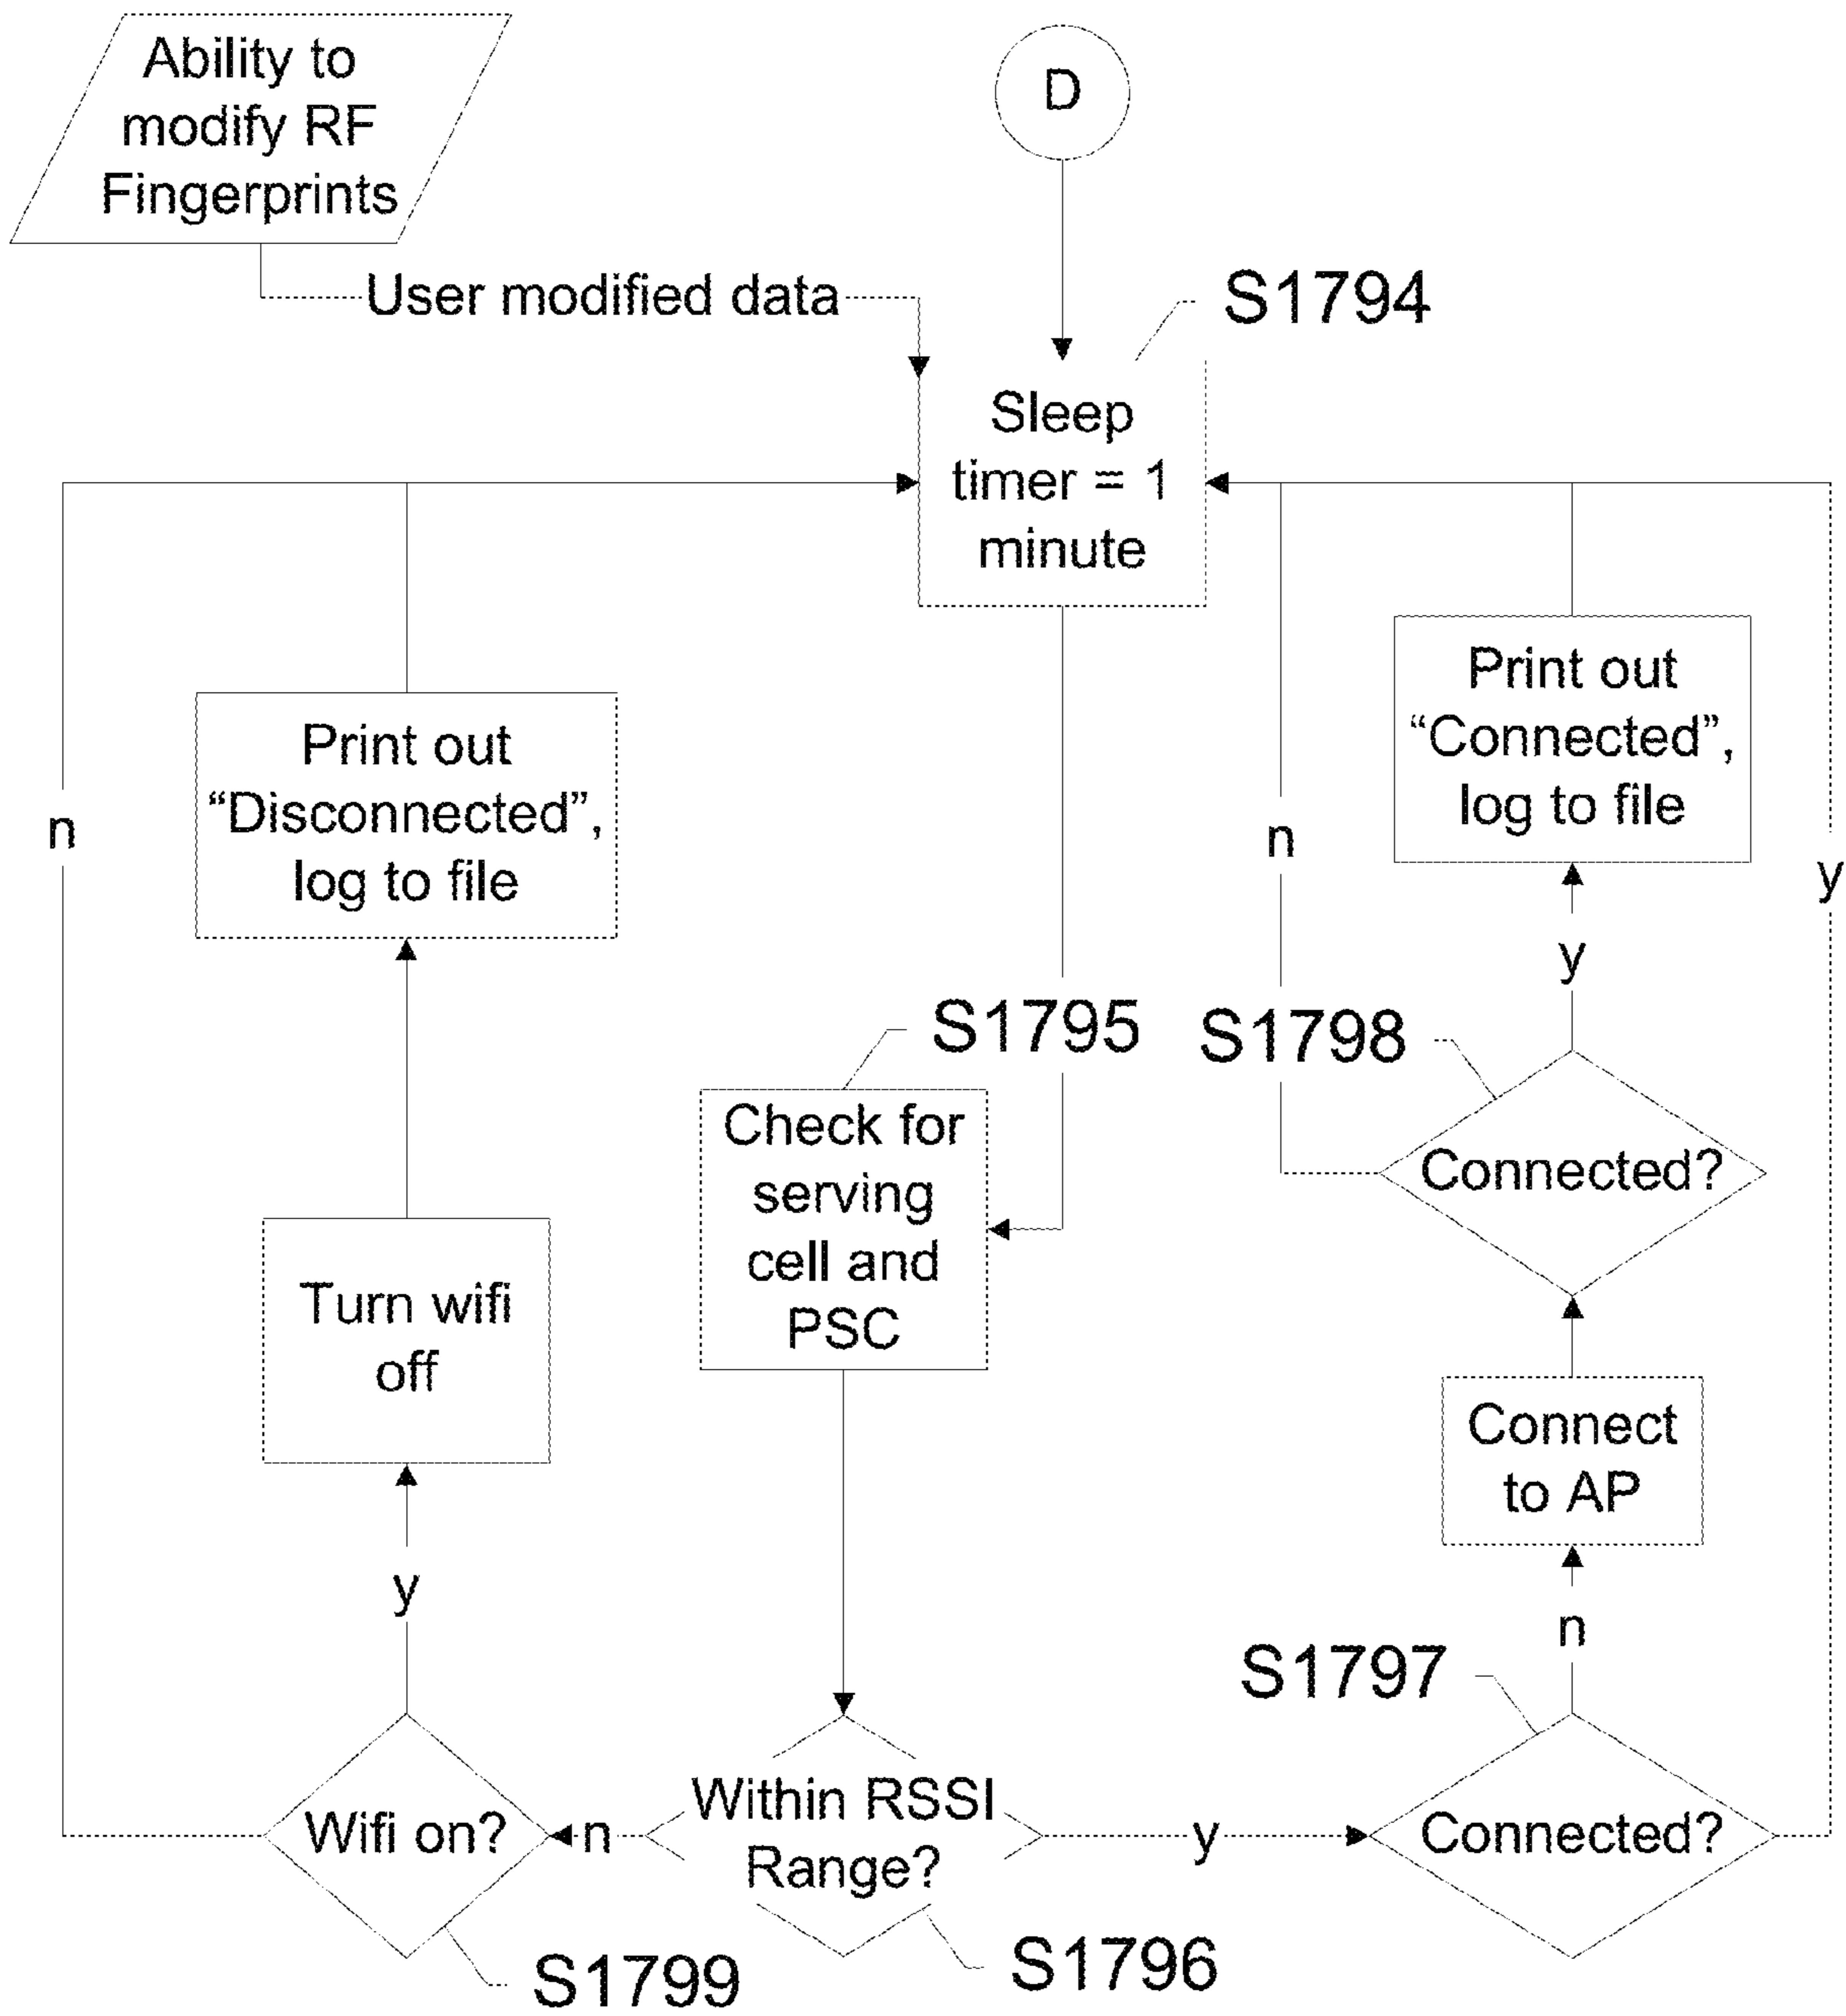 Ability to
modify RF
Fingerprints
D
User modified data
S1794
Sleep
timer = 1
minute
Print out
“Disconnected”,
log to file
Print out
“Connected”,
log to file
n
n
y
y
S1795
S1798
Check for
serving
cell and
PSC
Connected?
Turn wifi
off
Connect
to AP
y
n
S1797
Wifi on?
n
Within RSSI
Range?
y
Connected?
S1799
S1796